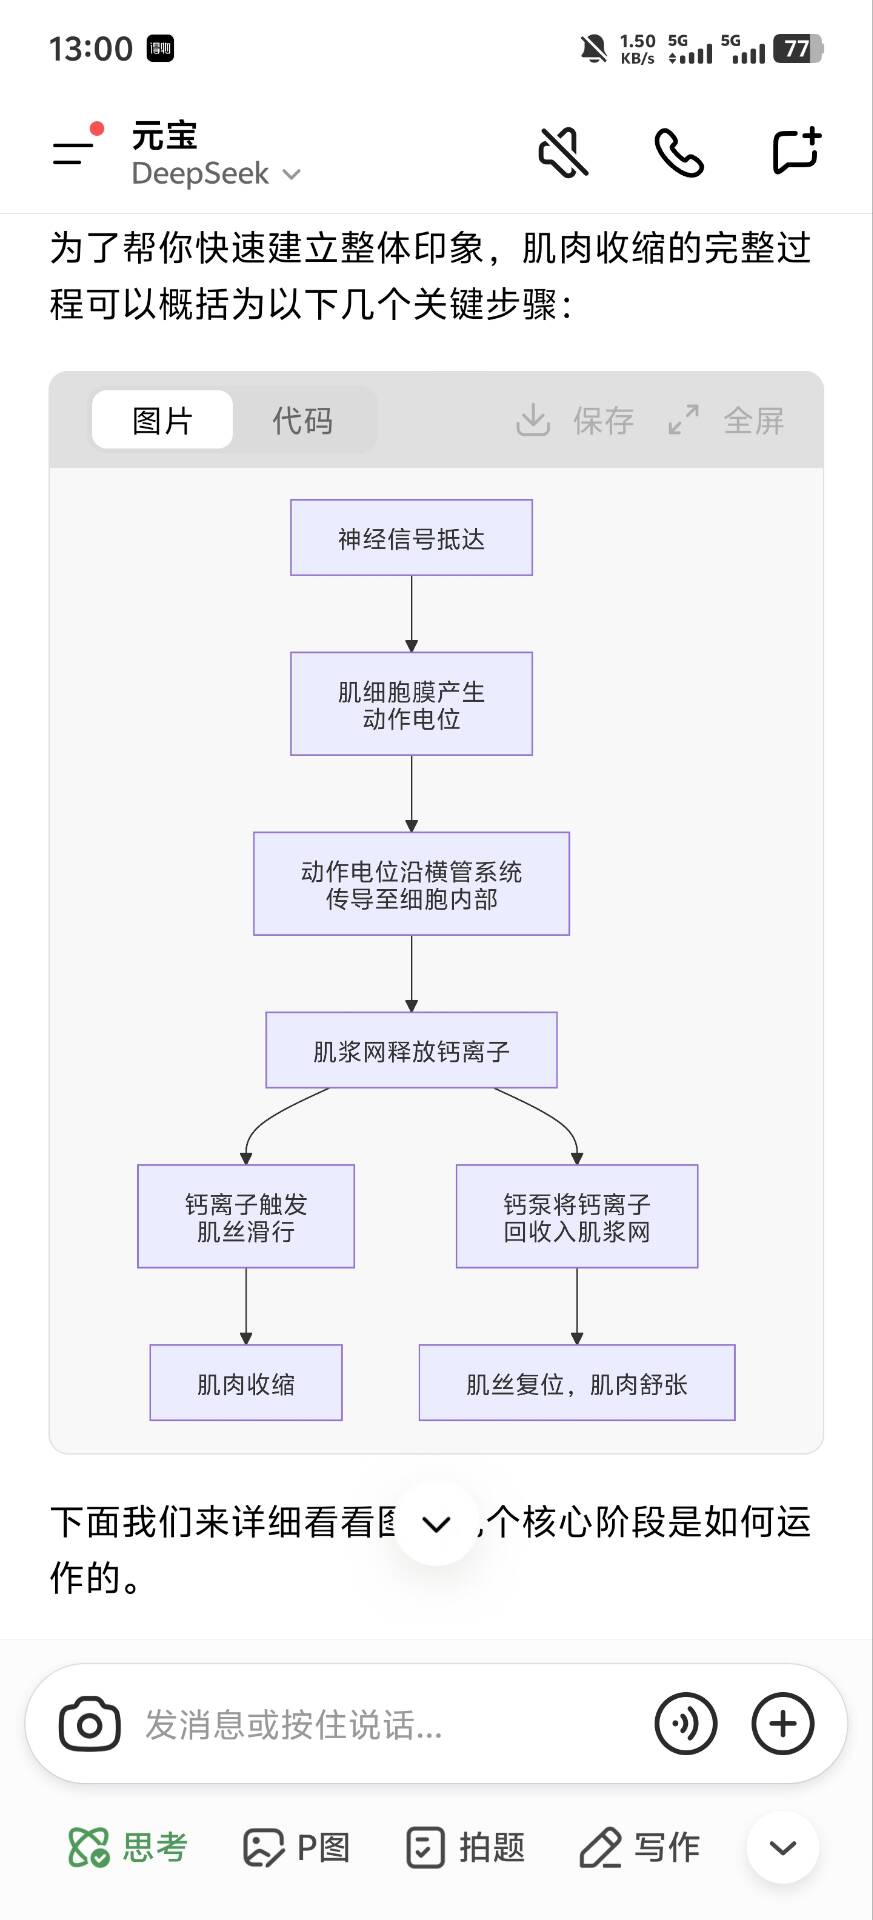 13:00 得物 1.50 KB/s 5G 5G 77
元宝
DeepSeek
为了帮你快速建立整体印象，肌肉收缩的完整过
程可以概括为以下几个关键步骤：
图片 代码 保存 全屏
神经信号抵达
肌细胞膜产生
动作电位
动作电位沿横管系统
传导至细胞内部
肌浆网释放钙离子
钙离子触发
肌丝滑行
钙泵将钙离子
回收入肌浆网
肌肉收缩
肌丝复位，肌肉舒张
下面我们来详细看看 个核心阶段是如何运
作的。
发消息或按住说话...
思考 P图 拍题 写作